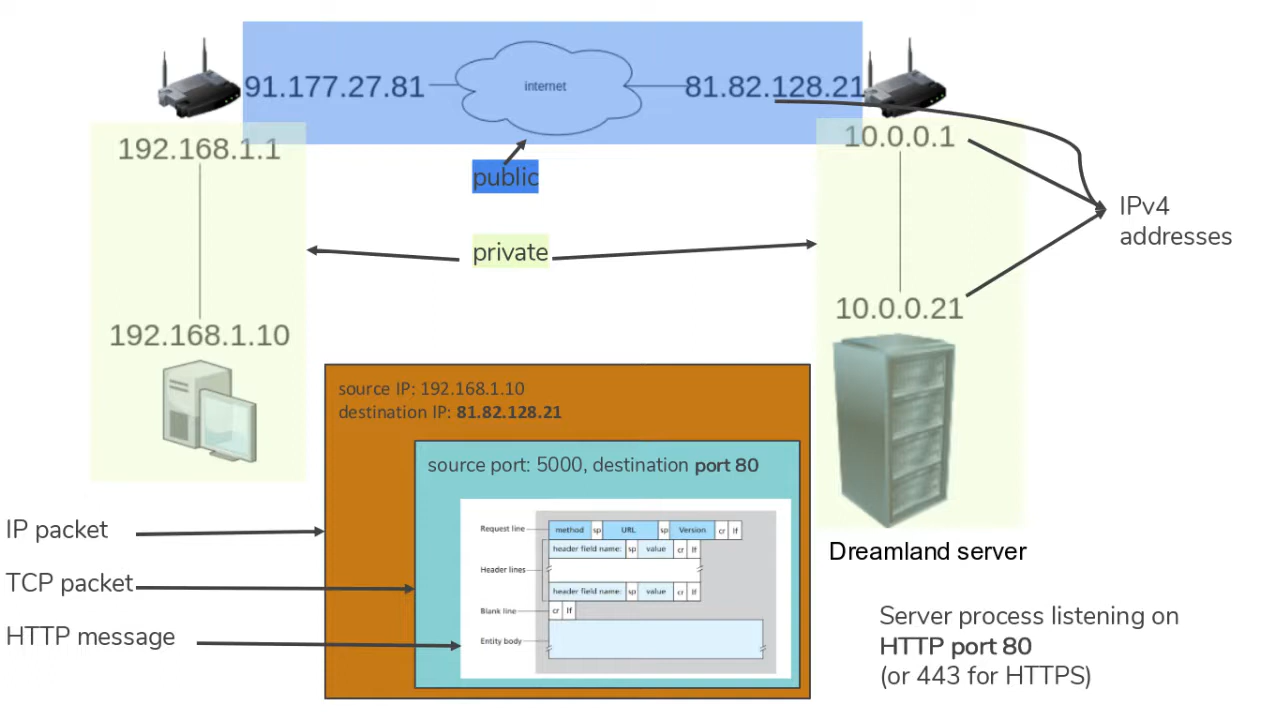 91.177.27.81
internet
81.82.128.21
192.168.1.1
10.0.0.1
public
IPv4
addresses
private
192.168.1.10
10.0.0.21
source IP: 192.168.1.10
destination IP: 81.82.128.21
source port: 5000, destination port 80
IP packet
TCP packet
HTTP message
Request line
method sp URL sp Version cr lf
header field name: sp value cr lf
Header lines
header field name: sp value cr lf
Blank line
cr lf
Entity body
Dreamland server
Server process listening on
HTTP port 80
(or 443 for HTTPS)